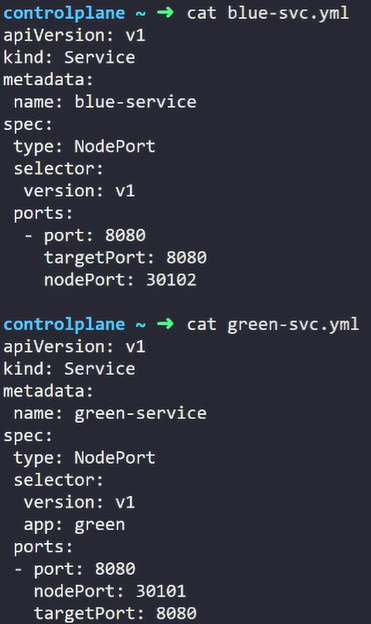 controlplane ~ ➜ cat blue-svc.yml
apiVersion: v1
kind: Service
metadata:
 name: blue-service
spec:
 type: NodePort
 selector:
  version: v1
 ports:
  - port: 8080
    targetPort: 8080
    nodePort: 30102
controlplane ~ ➜ cat green-svc.yml
apiVersion: v1
kind: Service
metadata:
 name: green-service
spec:
 type: NodePort
 selector:
  version: v1
  app: green
 ports:
 - port: 8080
   nodePort: 30101
   targetPort: 8080